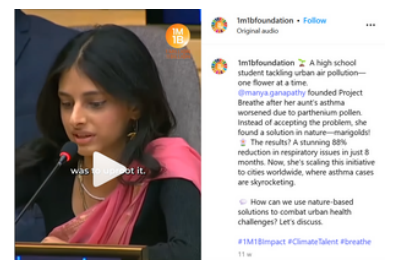 1M
1B
was to uproot it.
1m1bfoundation • Follow
Original audio
1m1bfoundation 🌱 A high school
student tackling urban air pollution—
one flower at a time.
@manya.ganapathy founded Project
Breathe after her aunt's asthma
worsened due to parthenium pollen.
Instead of accepting the problem, she
found a solution in nature—marigolds!
The results? A stunning 88%
reduction in respiratory issues in just 8
months. Now, she's scaling this initiative
to cities worldwide, where asthma cases
are skyrocketing.
How can we use nature-based
solutions to combat urban health
challenges? Let's discuss.
#1M1BImpact #ClimateTalent #breathe
11 w